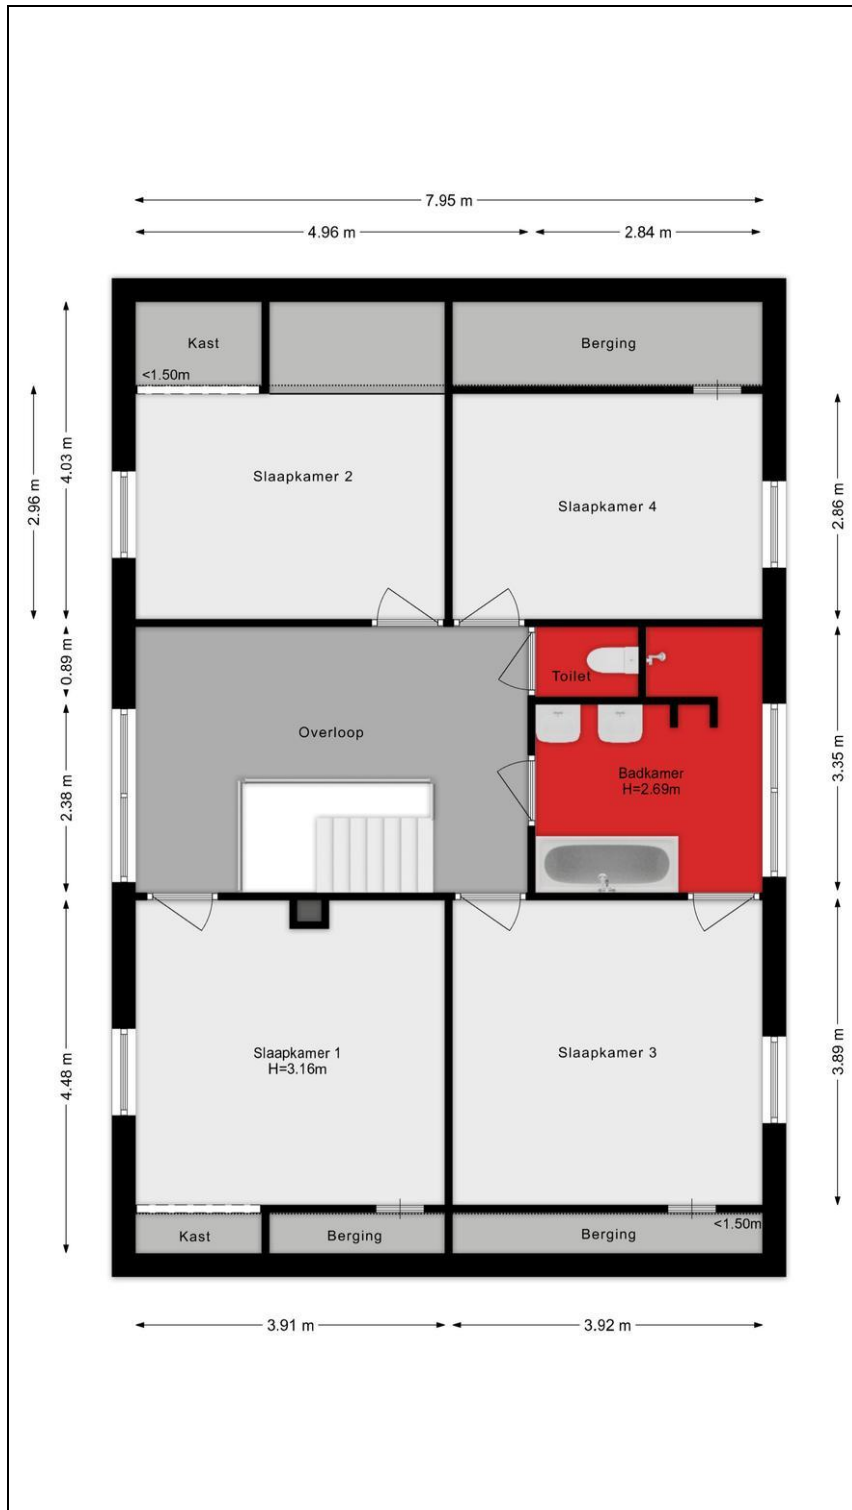 7.95 m
4.96 m
2.84 m
Kast
Berging
<1.50m
4.03 m
2.96 m
Slaapkamer 2
Slaapkamer 4
2.86 m
0.89 m
Toilet
Overloop
Badkamer
H=2.69m
3.35 m
2.38 m
Slaapkamer 1
H=3.16m
Slaapkamer 3
4.48 m
3.89 m
<1.50m
Kast
Berging
Berging
3.91 m
3.92 m